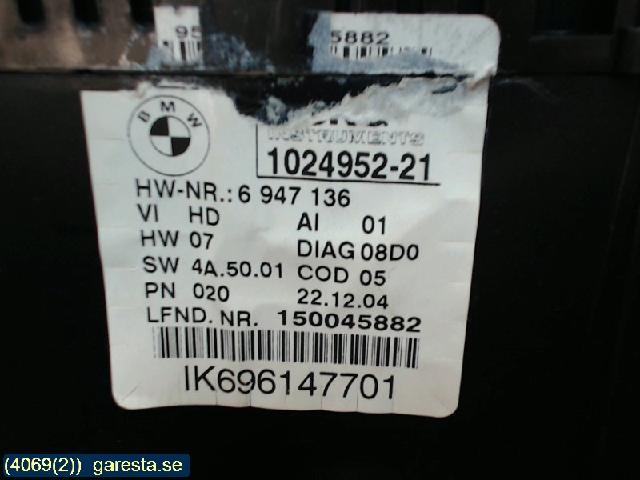 95 5882
BMW
INSTRUMENTS
1024952-21
HW-NR.: 6 947 136
VI HD AI 01
HW 07 DIAG 08D0
SW 4A.50.01 COD 05
PN 020 22.12.04
LFND. NR. 150045882
IK696147701
(4069(2)) garesta.se